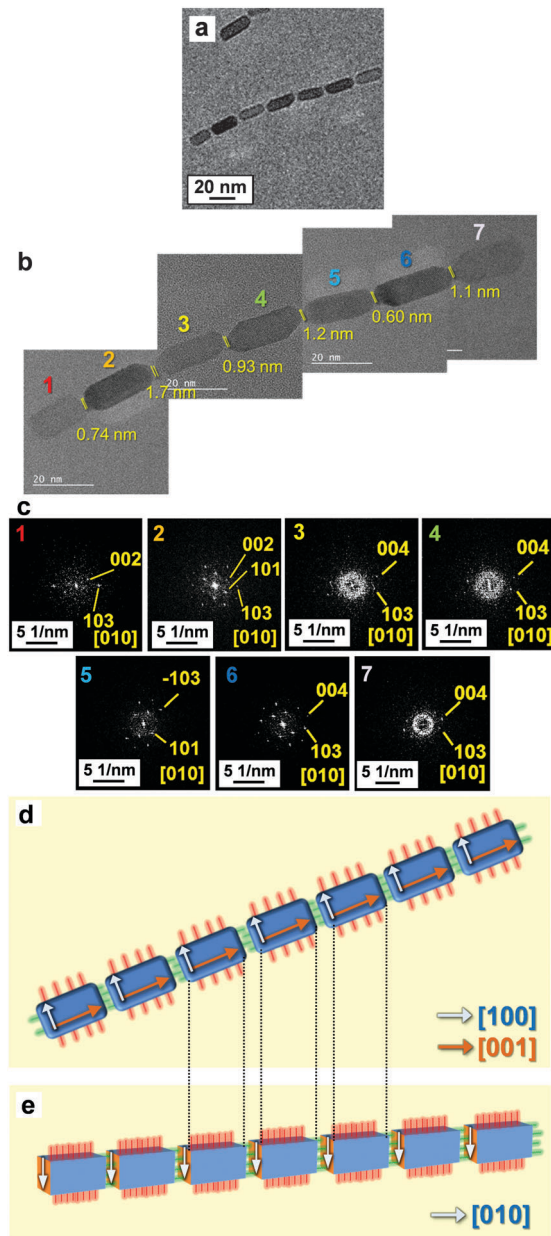 a
20 nm
b
1
2
3
4
5
6
7
0.74 nm
1.7 nm
0.93 nm
1.2 nm
0.60 nm
1.1 nm
20 nm
20 nm
20 nm
c
1
002
103
[010]
5 1/nm
2
002
101
103
[010]
5 1/nm
3
004
103
[010]
5 1/nm
4
004
103
[010]
5 1/nm
5
-103
101
[010]
5 1/nm
6
004
103
[010]
5 1/nm
7
004
103
[010]
5 1/nm
d
[100]
[001]
e
[010]